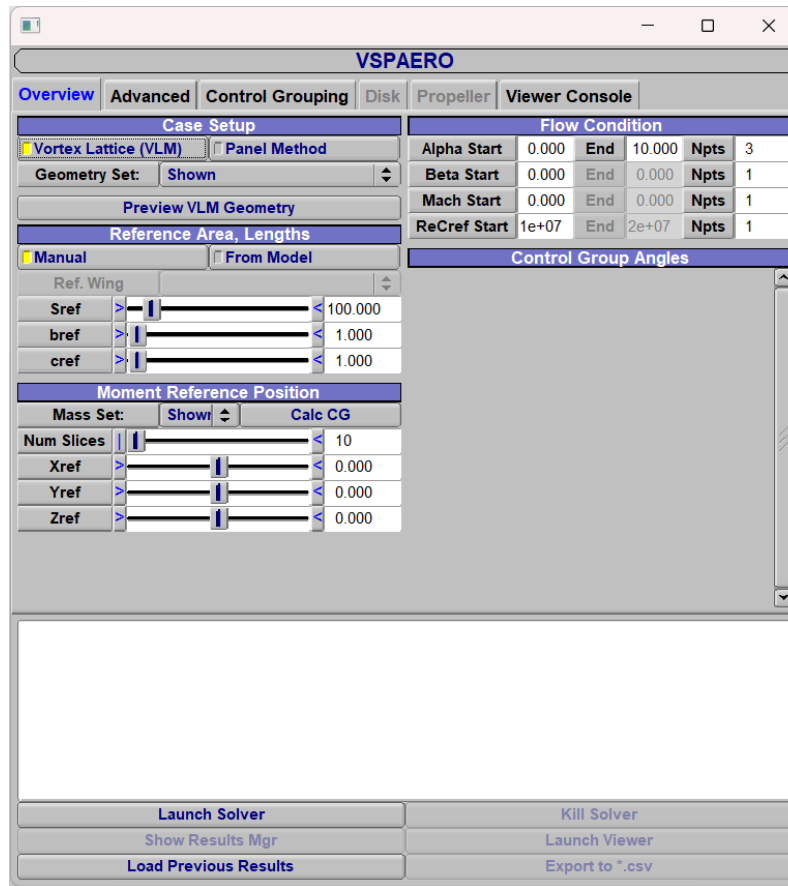 VSPAERO
Overview Advanced Control Grouping Disk Propeller Viewer Console
Case Setup
Vortex Lattice (VLM) Panel Method
Geometry Set: Shown
Preview VLM Geometry
Reference Area, Lengths
Manual From Model
Ref. Wing
Sref > < 100.000
bref > < 1.000
cref > < 1.000
Moment Reference Position
Mass Set: Shown Calc CG
Num Slices | < 10
Xref > < 0.000
Yref > < 0.000
Zref > < 0.000
Flow Condition
Alpha Start 0.000 End 10.000 Npts 3
Beta Start 0.000 End 0.000 Npts 1
Mach Start 0.000 End 0.000 Npts 1
ReCref Start 1e+07 End 2e+07 Npts 1
Control Group Angles
Launch Solver Kill Solver
Show Results Mgr Launch Viewer
Load Previous Results Export to *.csv